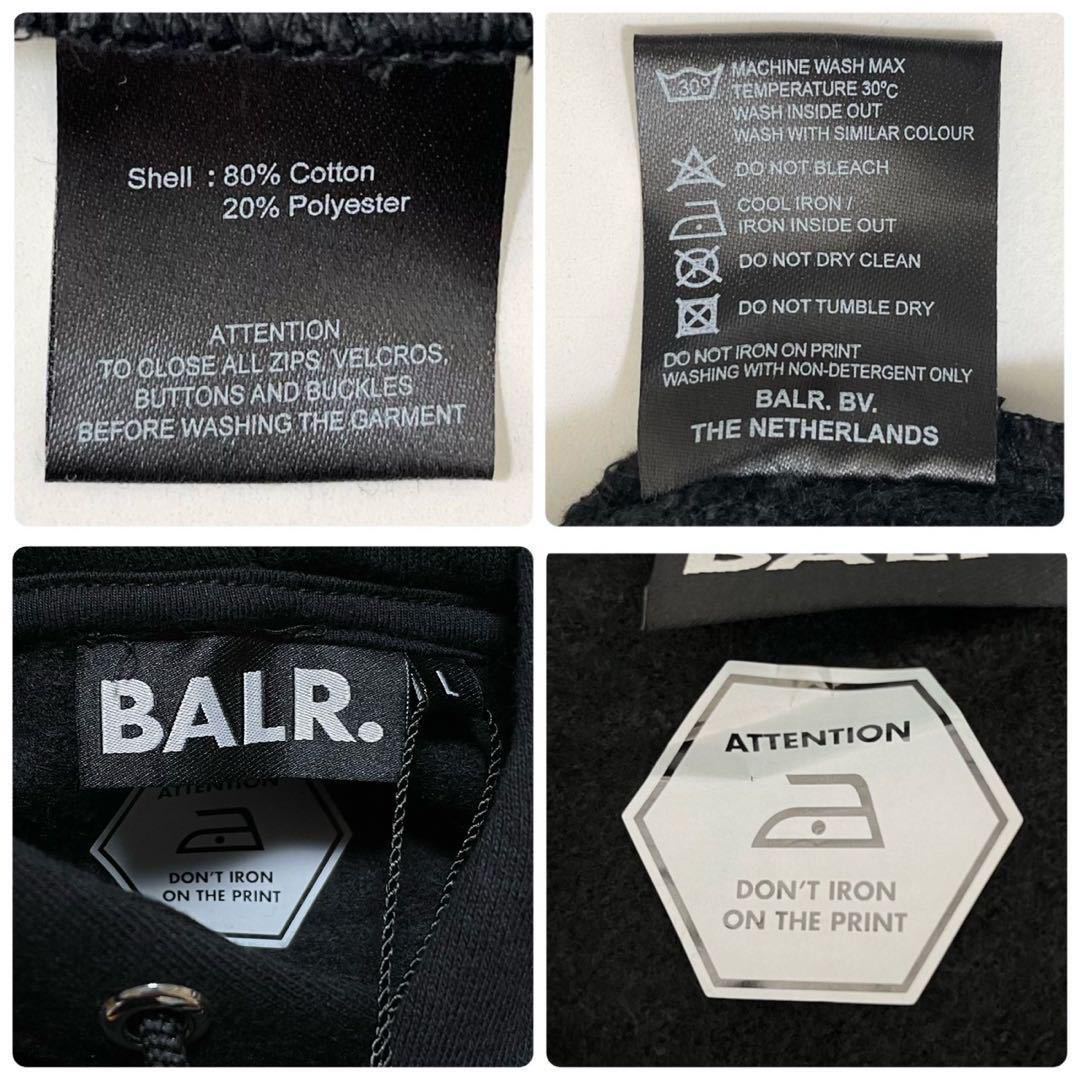 Shell : 80% Cotton
20% Polyester
ATTENTION
TO CLOSE ALL ZIPS, VELCROS,
BUTTONS AND BUCKLES
BEFORE WASHING THE GARMENT
30°
MACHINE WASH MAX
TEMPERATURE 30°C
WASH INSIDE OUT
WASH WITH SIMILAR COLOUR
DO NOT BLEACH
COOL IRON /
IRON INSIDE OUT
DO NOT DRY CLEAN
DO NOT TUMBLE DRY
DO NOT IRON ON PRINT
WASHING WITH NON-DETERGENT ONLY
BALR. BV.
THE NETHERLANDS
BALR.
L
ATTENTION
DON'T IRON
ON THE PRINT
BALR
ATTENTION
DON'T IRON
ON THE PRINT